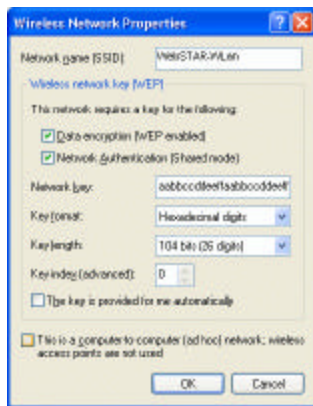 Wireless Network Properties
Network name (SSID):
WebSTAR-WLan
Wireless network key (WEP)
This network requires a key for the following:
Data encryption (WEP enabled)
Network Authentication (Shared mode)
Network key:
Key format:
Hexadecimal digits
Key length:
104 bits (26 digits)
Key index (advanced):
0
The key is provided for me automatically
This is a computer-to-computer (ad hoc) network; wireless
access points are not used
OK
Cancel